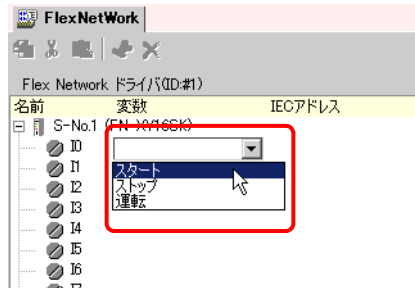 FlexNetWork
Flex Network ドライバ(ID:#1)
名前 変数 IECアドレス
S-No.1 (FN-XY16SK)
I0
I1 スタート
I2 ストップ
I3 運転
I4
I5
I6